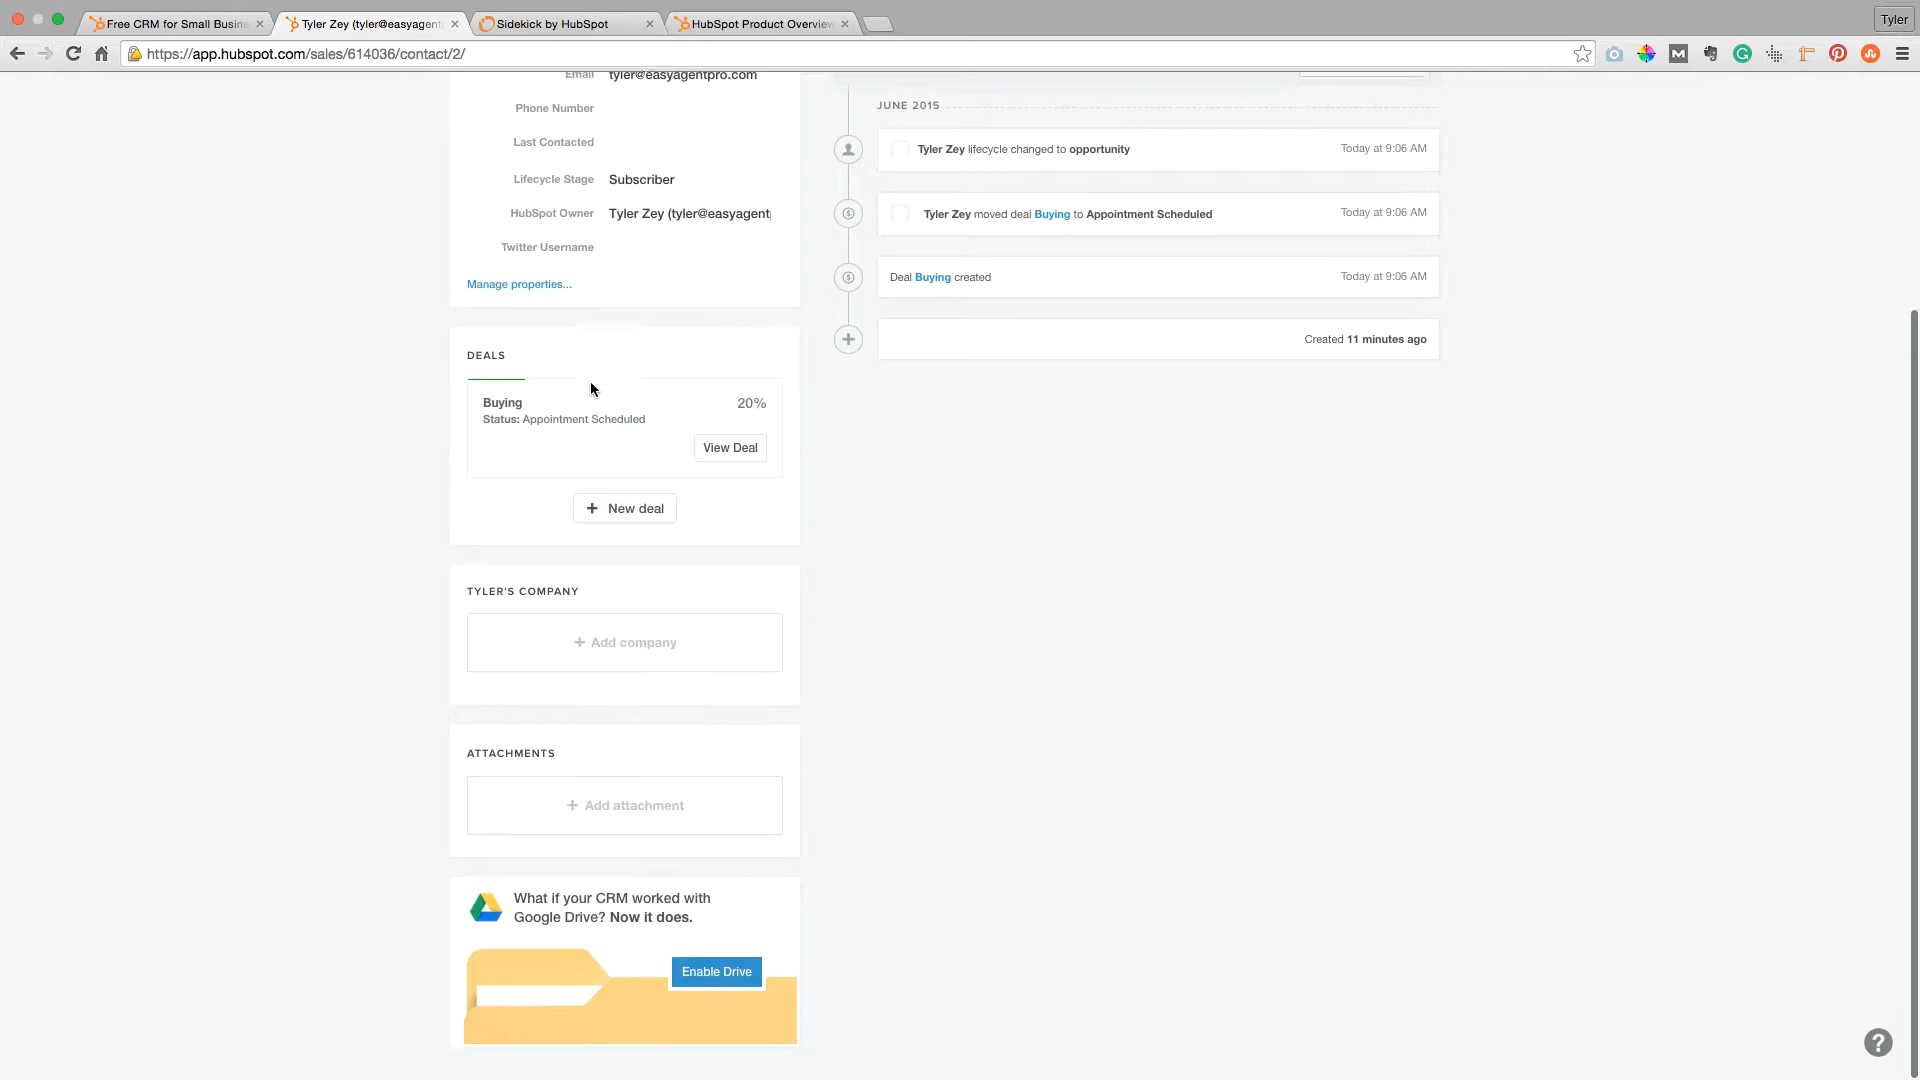 Free CRM for Small Busine
Tyler Zey (tyler@easyagent
Sidekick by HubSpot
HubSpot Product Overview
Tyler
https://app.hubspot.com/sales/614036/contact/2/
Email tyler@easyagentpro.com
Phone Number
Last Contacted
Lifecycle Stage Subscriber
HubSpot Owner Tyler Zey (tyler@easyagent
Twitter Username
Manage properties...
DEALS
Buying 20%
Status: Appointment Scheduled
View Deal
+ New deal
TYLER'S COMPANY
+ Add company
ATTACHMENTS
+ Add attachment
What if your CRM worked with
Google Drive? Now it does.
Enable Drive
JUNE 2015
Tyler Zey lifecycle changed to opportunity Today at 9:06 AM
Tyler Zey moved deal Buying to Appointment Scheduled Today at 9:06 AM
Deal Buying created Today at 9:06 AM
Created 11 minutes ago
?